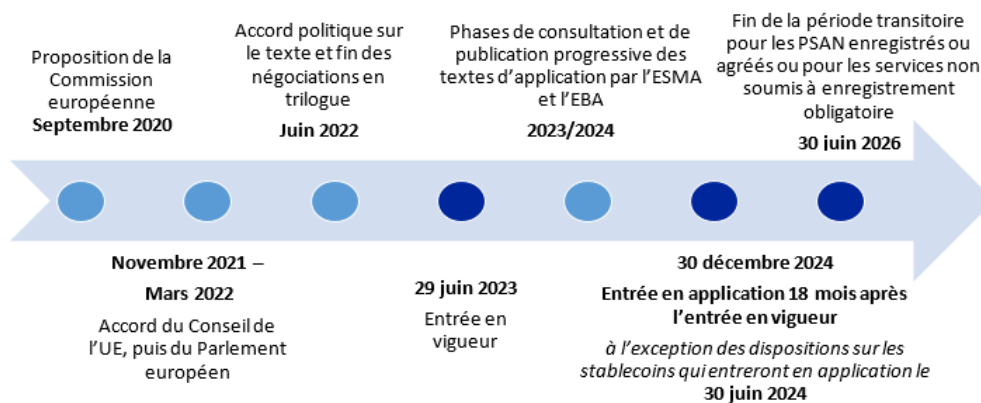 Proposition de la
Commission
européenne
Septembre 2020
Accord politique sur
le texte et fin des
négociations en
trilogue
Juin 2022
Phases de consultation et de
publication progressive des
textes d'application par l'ESMA
et l'EBA
2023/2024
Fin de la période transitoire
pour les PSAN enregistrés ou
agréés ou pour les services non
soumis à enregistrement
obligatoire
30 juin 2026
Novembre 2021 –
Mars 2022
Accord du Conseil de
l'UE, puis du Parlement
européen
29 juin 2023
Entrée en
vigueur
30 décembre 2024
Entrée en application 18 mois après
l'entrée en vigueur
à l'exception des dispositions sur les
stablecoins qui entreront en application le
30 juin 2024